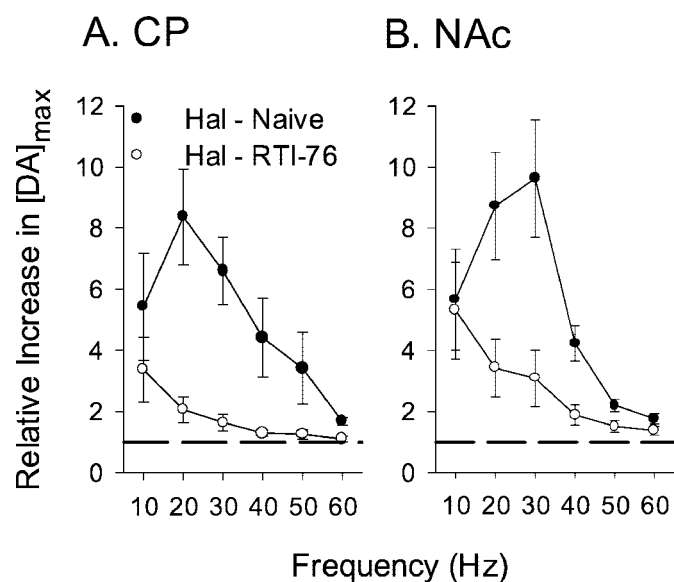 A. CP
B. NAc
Relative Increase in [DA]max
12
10
8
6
4
2
0
Hal - Naive
Hal - RTI-76
10 20 30 40 50 60
12
10
8
6
4
2
0
10 20 30 40 50 60
Frequency (Hz)